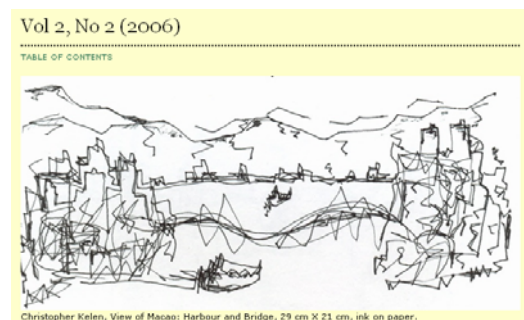 Vol 2, No 2 (2006)
TABLE OF CONTENTS
Christopher Kelen, View of Macao: Harbour and Bridge, 29 cm X 21 cm, ink on paper.